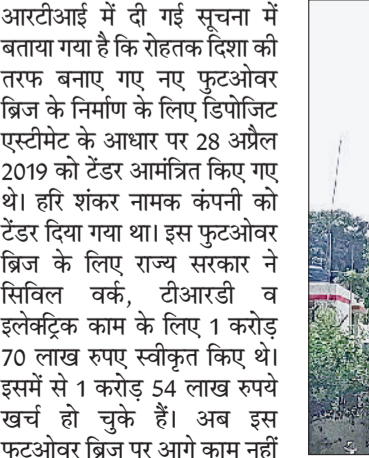 आरटीआई में दी गई सूचना में
बताया गया है कि रोहतक दिशा की
तरफ बनाए गए नए फुटओवर
ब्रिज के निर्माण के लिए डिपोजिट
एस्टीमेट के आधार पर 28 अप्रैल
2019 को टेंडर आमंत्रित किए गए
थे। हरि शंकर नामक कंपनी को
टेंडर दिया गया था। इस फुटओवर
ब्रिज के लिए राज्य सरकार ने
सिविल वर्क, टीआरडी व
इलेक्ट्रिक काम के लिए 1 करोड़
70 लाख रुपए स्वीकृत किए थे।
इसमें से 1 करोड़ 54 लाख रुपये
खर्च हो चुके हैं। अब इस
फुटओवर ब्रिज पर आगे काम नहीं